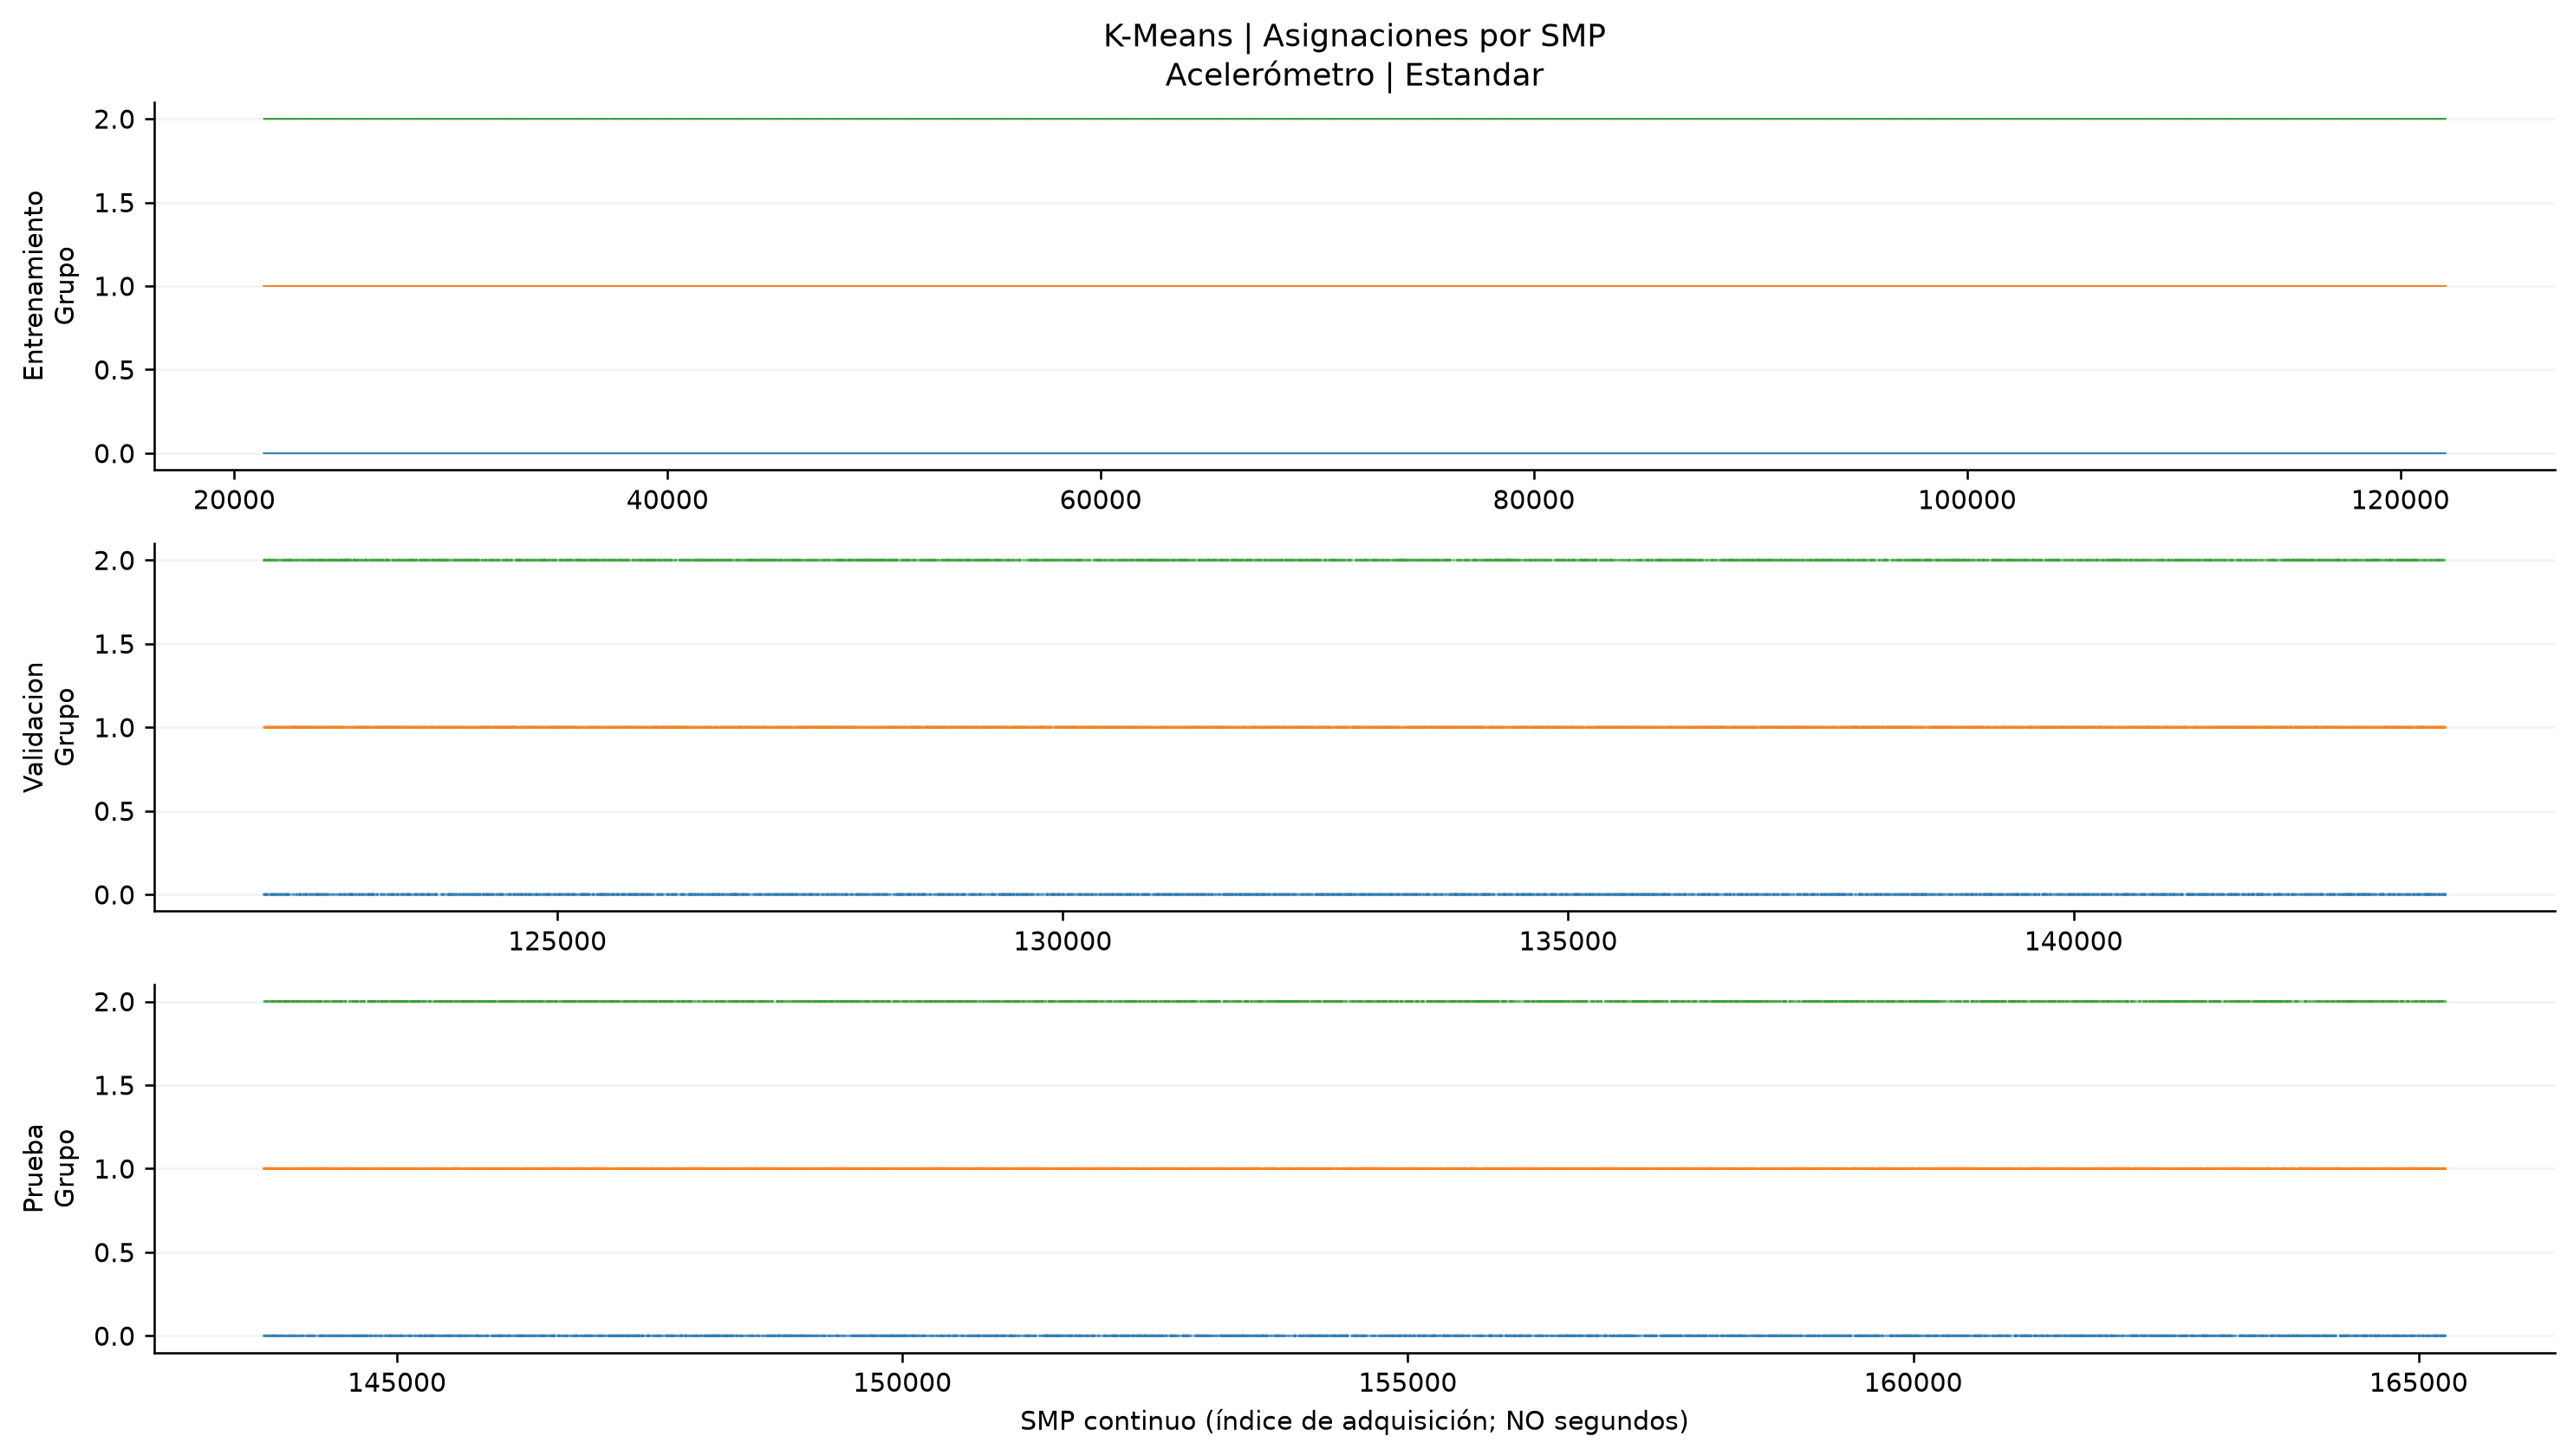 K-Means | Asignaciones por SMP
Acelerómetro | Estandar
Entrenamiento
Grupo
2.0
1.5
1.0
0.5
0.0
20000 40000 60000 80000 100000 120000
Validacion
Grupo
2.0
1.5
1.0
0.5
0.0
125000 130000 135000 140000
Prueba
Grupo
2.0
1.5
1.0
0.5
0.0
145000 150000 155000 160000 165000
SMP continuo (índice de adquisición; NO segundos)